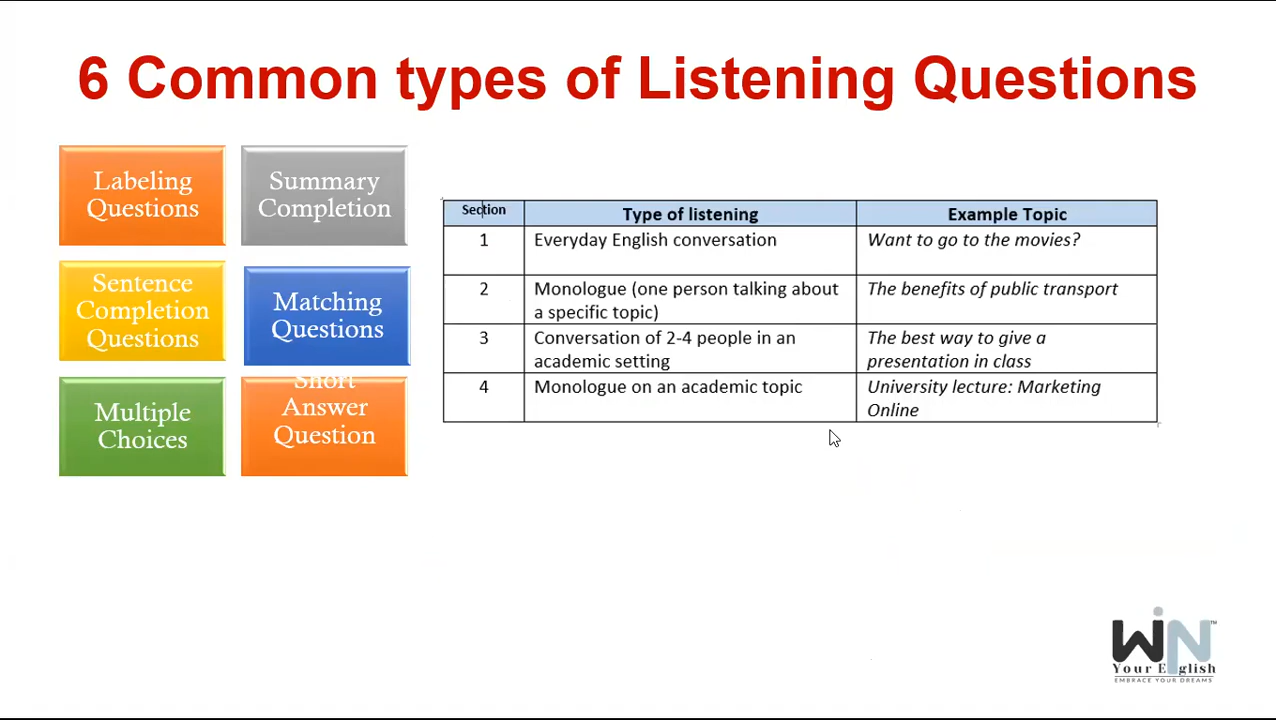 6 Common types of Listening Questions
Labeling
Questions
Summary
Completion
Sentence
Completion
Questions
Matching
Questions
Multiple
Choices
Short
Answer
Question
Section Type of listening Example Topic
1 Everyday English conversation Want to go to the movies?
2 Monologue (one person talking about The benefits of public transport
a specific topic)
3 Conversation of 2-4 people in an The best way to give a
academic setting presentation in class
4 Monologue on an academic topic University lecture: Marketing
Online
WiN™
Your English
EMBRACE YOUR DREAMS